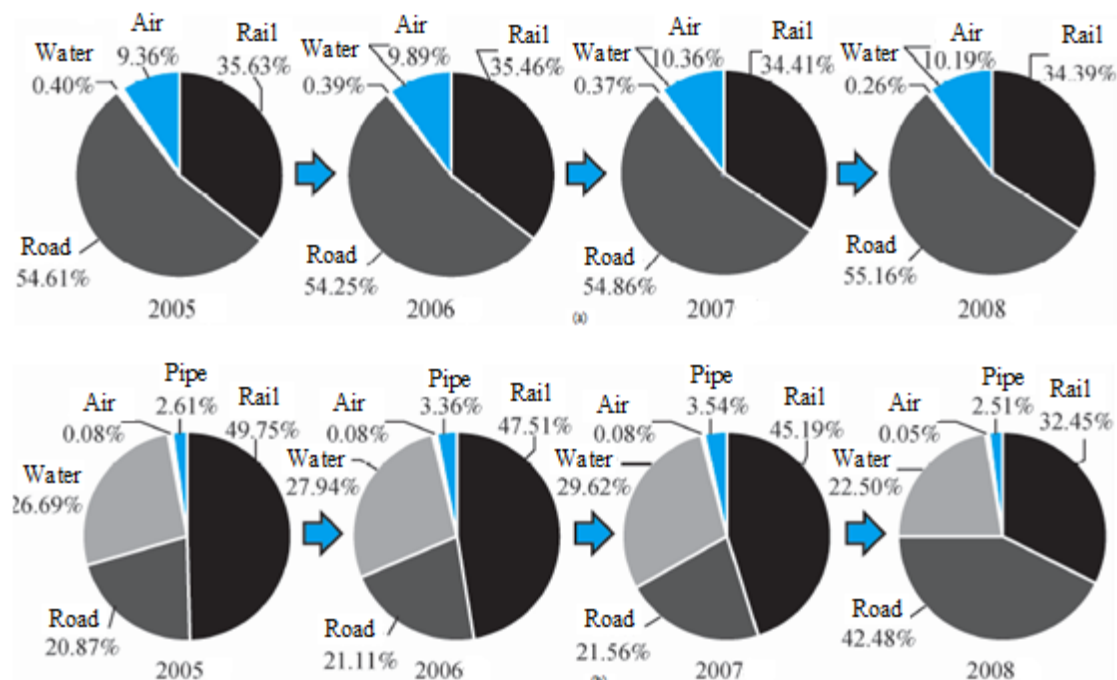 Air
Water
9.36%
Rail
0.40%
35.63%
Road
54.61%
2005
Air
Water
9.89%
Rail
0.39%
35.46%
Road
54.25%
2006
Air
Water
10.36%
Rail
0.37%
34.41%
Road
54.86%
2007
Air
Water
10.19%
Rail
0.26%
34.39%
Road
55.16%
2008
(a)
Pipe
Air
2.61%
Rail
0.08%
49.75%
Water
26.69%
Road
20.87%
2005
Pipe
Air
3.36%
Rail
0.08%
47.51%
Water
27.94%
Road
21.11%
2006
Pipe
Air
3.54%
Rail
0.08%
45.19%
Water
29.62%
Road
21.56%
2007
Pipe
Air
2.51%
Rail
0.05%
32.45%
Water
22.50%
Road
42.48%
2008